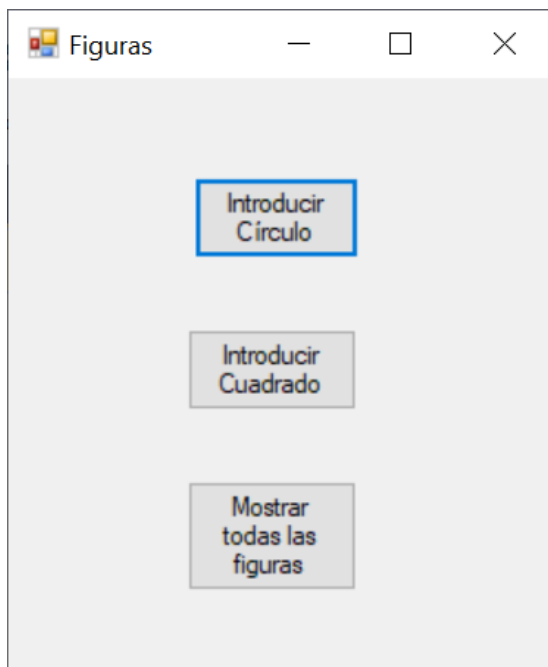 Figuras
Introducir
Círculo
Introducir
Cuadrado
Mostrar
todas las
figuras